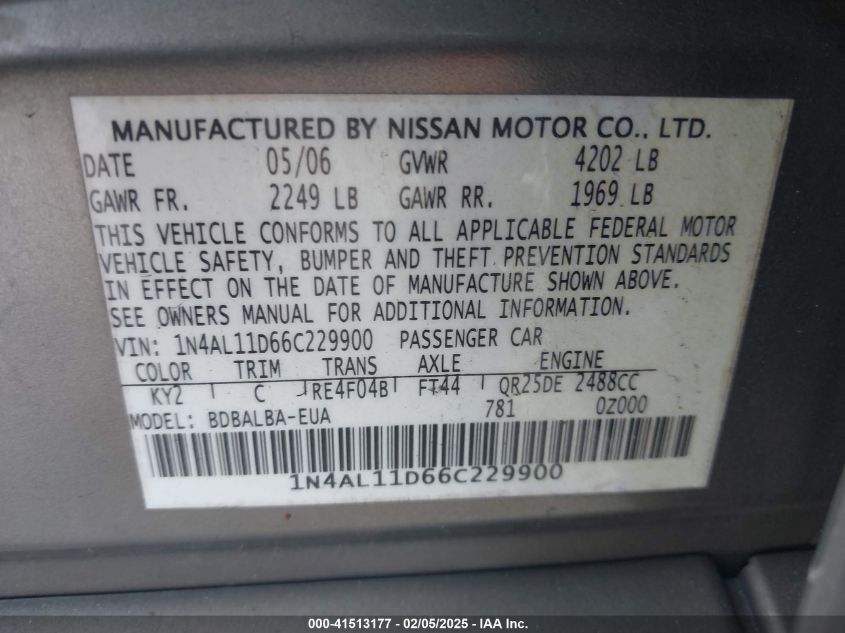 MANUFACTURED BY NISSAN MOTOR CO., LTD.
DATE 05/06 GVWR 4202 LB
GAWR FR. 2249 LB GAWR RR. 1969 LB
THIS VEHICLE CONFORMS TO ALL APPLICABLE FEDERAL MOTOR
VEHICLE SAFETY, BUMPER AND THEFT PREVENTION STANDARDS
IN EFFECT ON THE DATE OF MANUFACTURE SHOWN ABOVE.
SEE OWNERS MANUAL FOR ADDITIONAL INFORMATION.
VIN: 1N4AL11D66C229900 PASSENGER CAR
COLOR TRIM TRANS AXLE ENGINE
KY2 C RE4F04B FT44 QR25DE 2488CC
MODEL: BDBALBA-EUA 781 0Z000
1N4AL11D66C229900
000-41513177 - 02/05/2025 - IAA Inc.